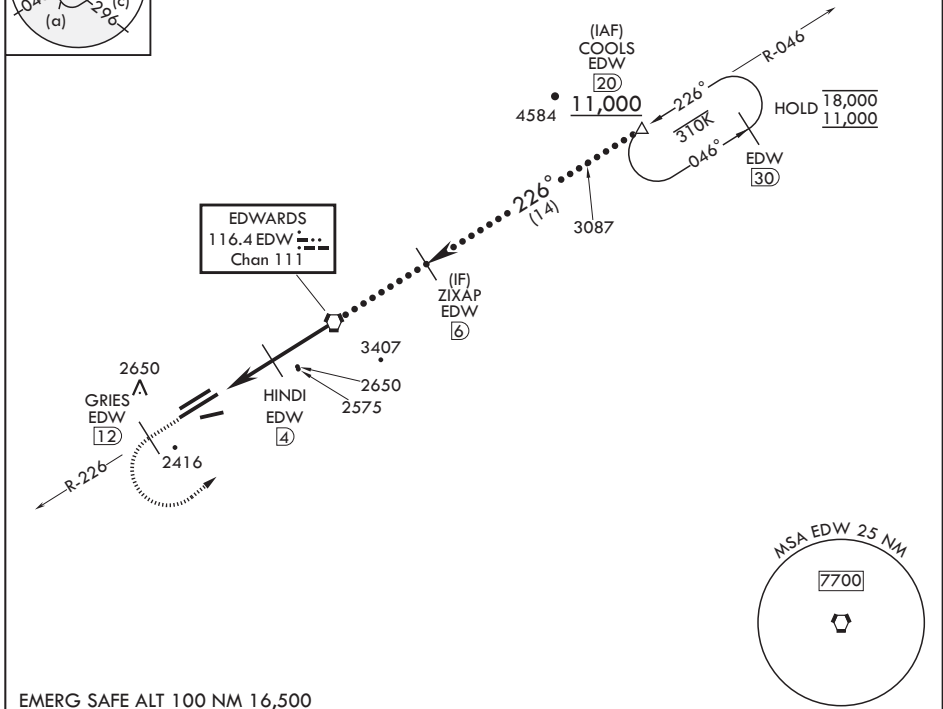 (a)
296
(c)
(IAF)
COOLS
EDW
20
11,000
4584
R-046
226°
310K
046°
HOLD 18,000
11,000
EDW
30
226°
(14)
3087
EDWARDS
116.4 EDW
Chan 111
(IF)
ZIXAP
EDW
6
3407
2650
2575
HINDI
EDW
4
2650
GRIES
EDW
12
2416
R-226
MSA EDW 25 NM
7700
EMERG SAFE ALT 100 NM 16,500